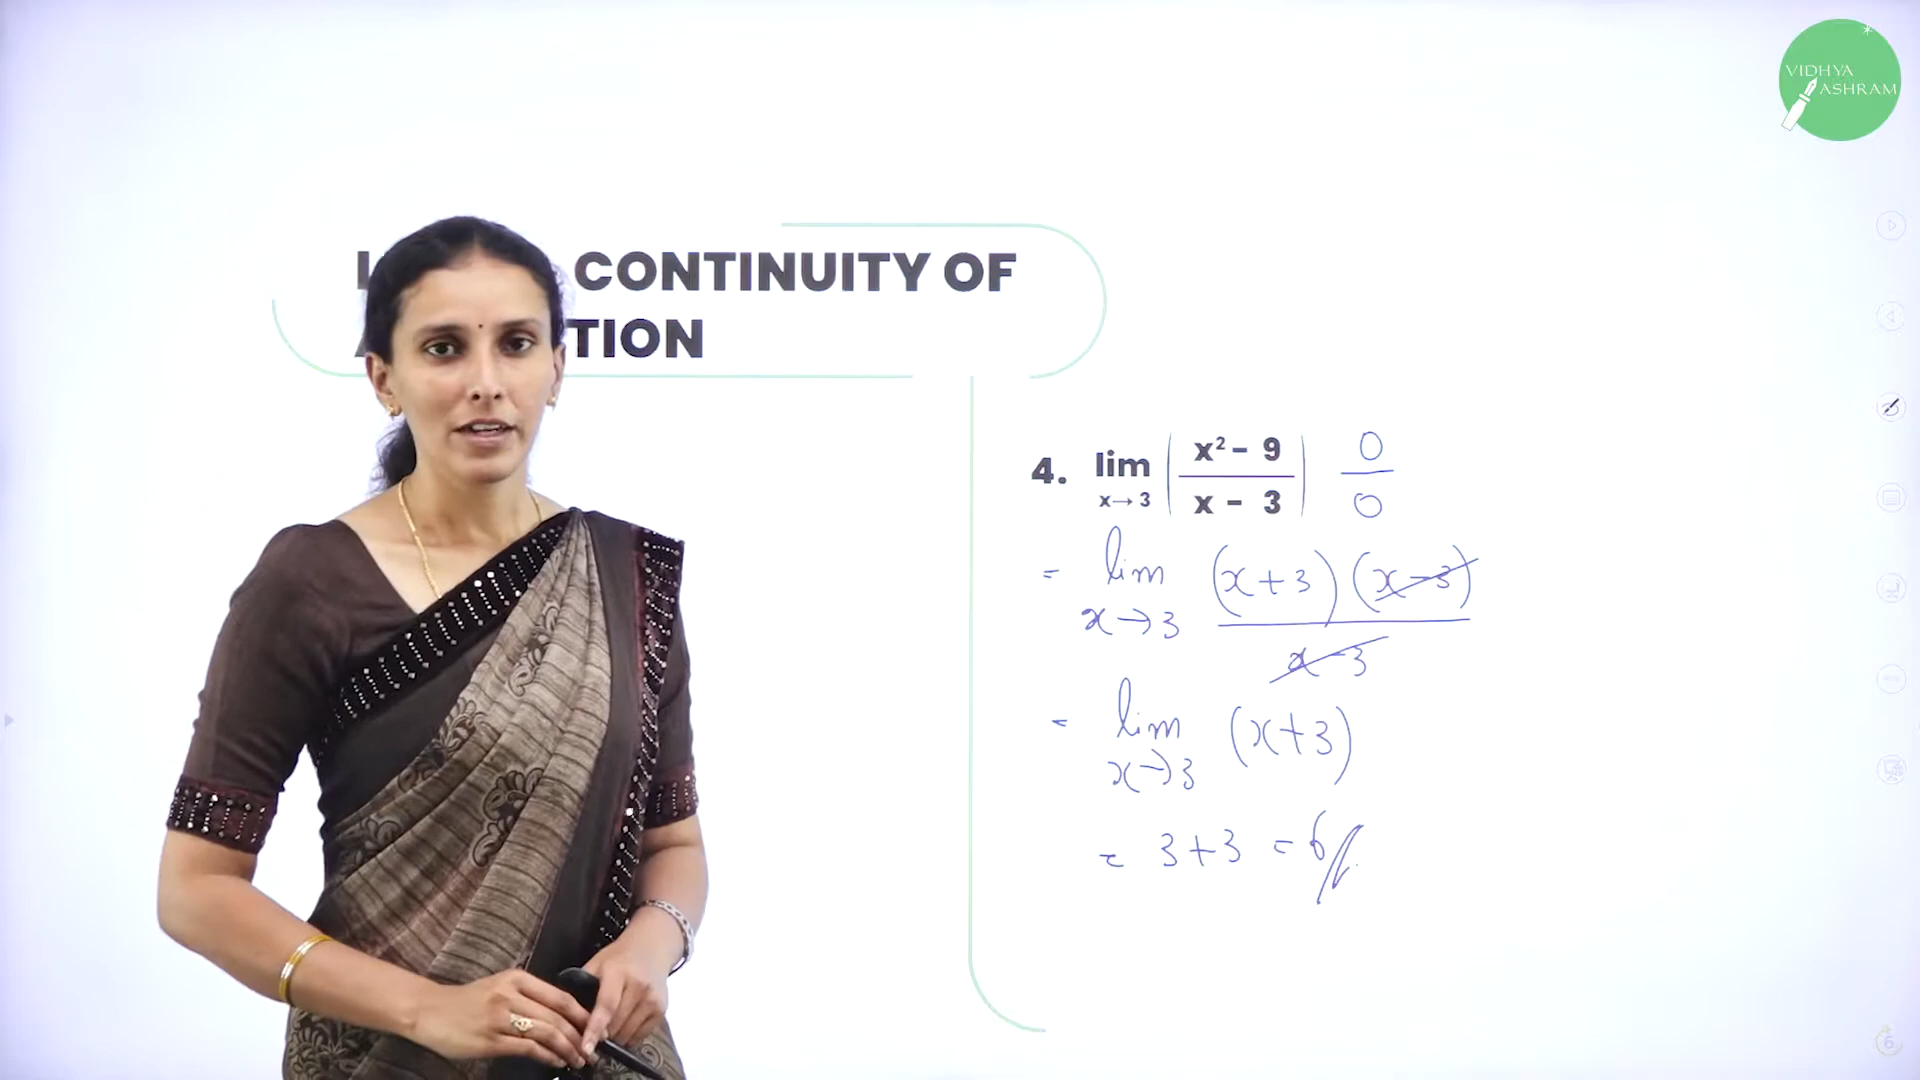 VIDHYA
ASHRAM
CONTINUITY OF
TION
4. lim x→3 ( x² - 9 / x - 3 ) 0/0
= lim x→3 (x+3)(x-3) / x-3
= lim x→3 (x+3)
= 3+3 = 6
6